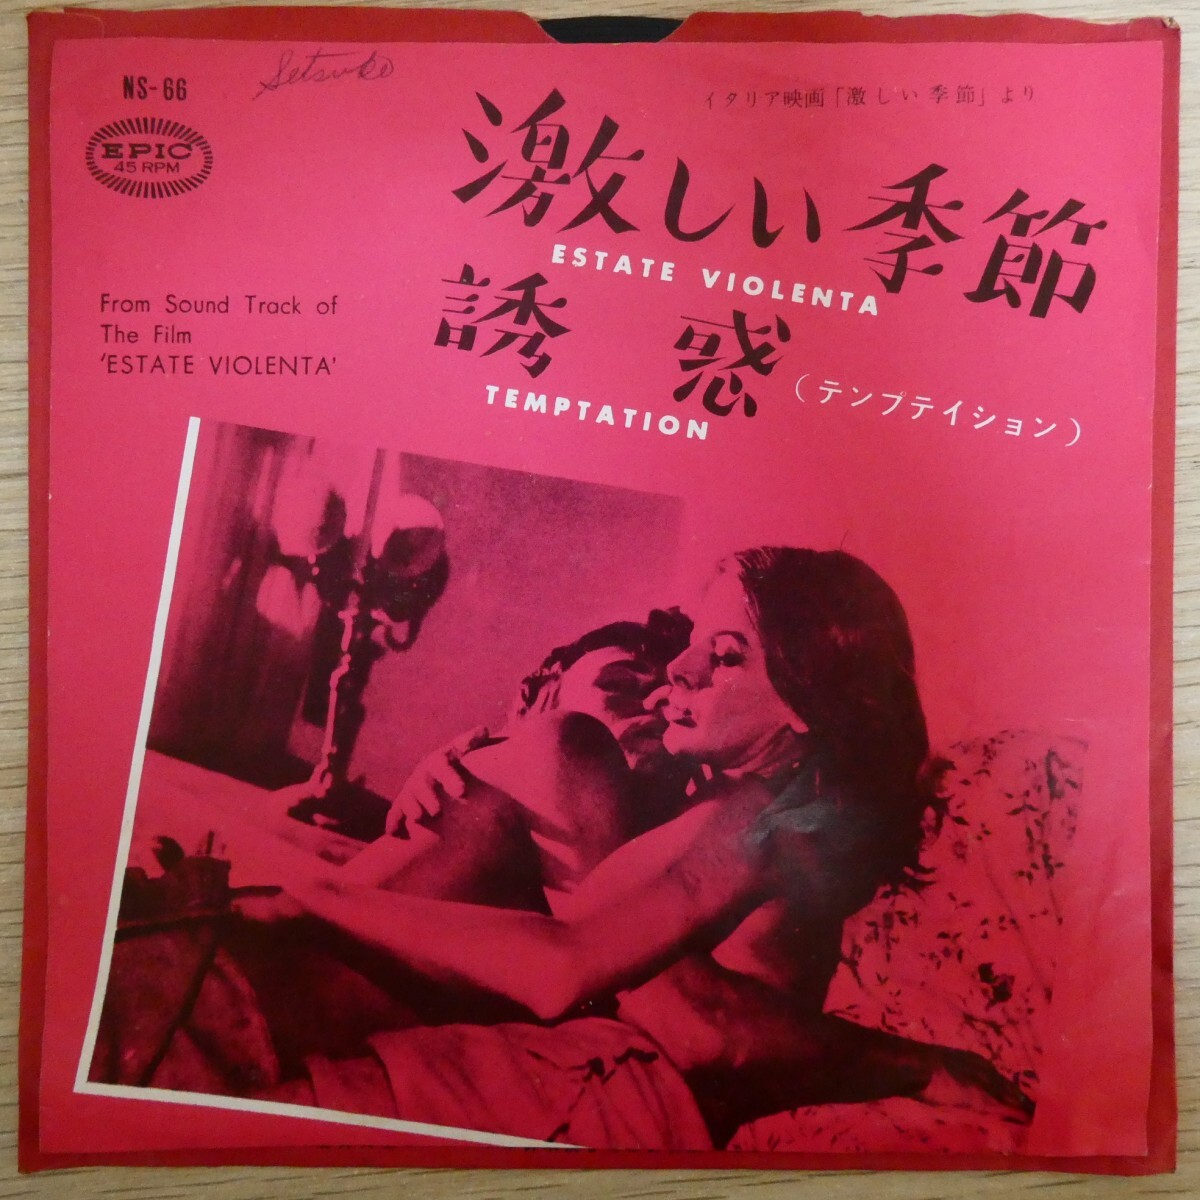 NS-66
Setsuko
イタリア映画「激しい季節」より
EPIC
45 RPM
激しい季節
ESTATE VIOLENTA
誘惑
(テンプテイション)
TEMPTATION
From Sound Track of
The Film
'ESTATE VIOLENTA'